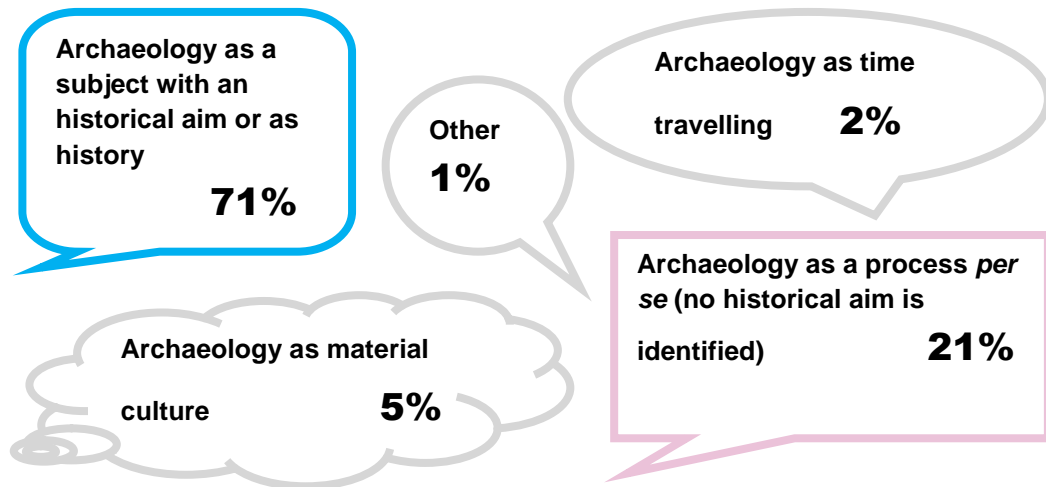 Archaeology as a
subject with an
historical aim or as
history
71%
Other
1%
Archaeology as time
travelling 2%
Archaeology as a process per
se (no historical aim is
identified) 21%
Archaeology as material
culture 5%